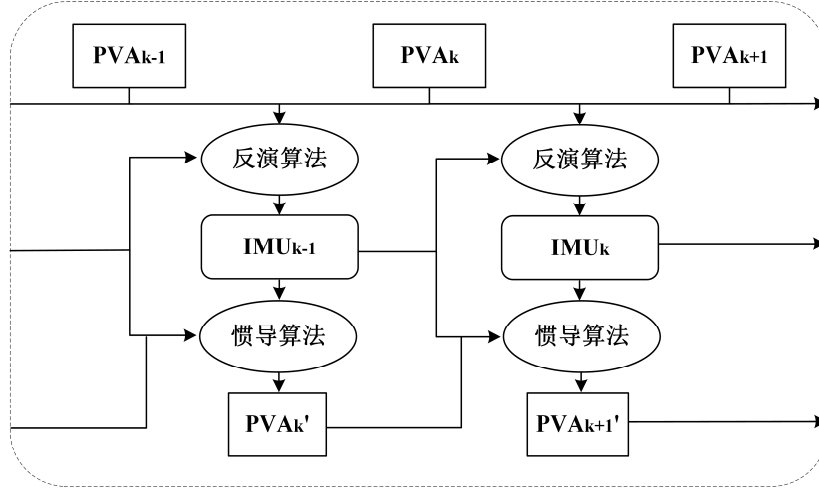 PVAk-1
PVAk
PVAk+1
反演算法
反演算法
IMUk-1
IMUk
惯导算法
惯导算法
PVAk'
PVAk+1'